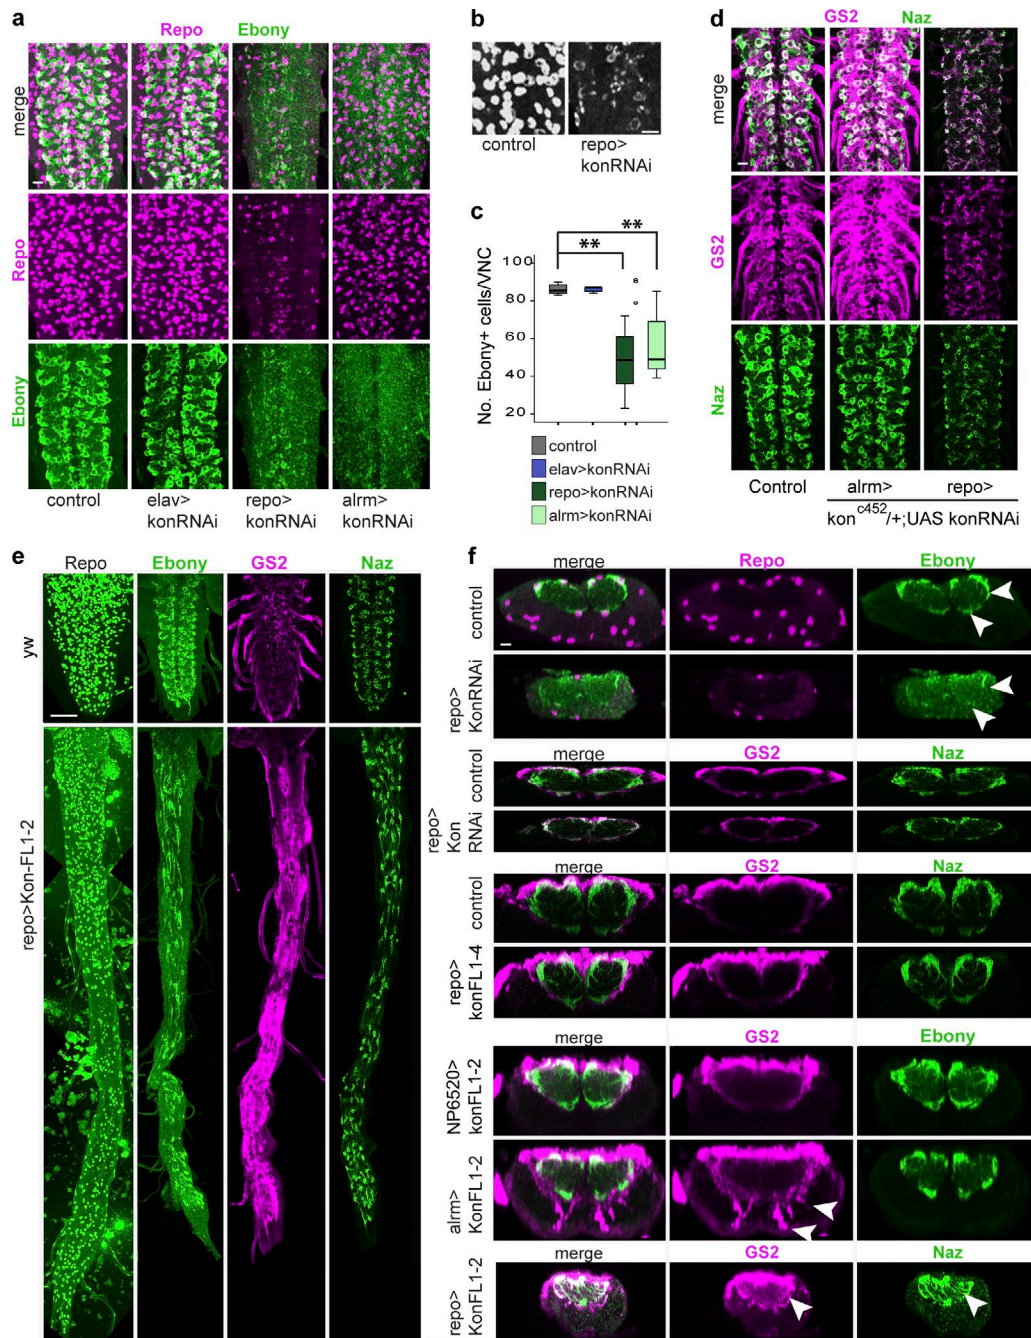 a
Repo Ebony
merge
Repo
Ebony
control
elav>
konRNAi
repo>
konRNAi
alrm>
konRNAi
b
control
repo>
konRNAi
c
**
**
No. Ebony+ cells/VNC
100
80
60
40
20
control
elav>konRNAi
repo>konRNAi
alrm>konRNAi
d
GS2 Naz
merge
GS2
Naz
Control
alrm>
repo>
kon^c452/+;UAS konRNAi
e
Repo
Ebony
GS2
Naz
yw
repo>Kon-FL1-2
f
merge
Repo
Ebony
control
repo>
KonRNAi
merge
GS2
Naz
control
repo>
Kon
RNAi
merge
GS2
Naz
control
repo>
konFL1-4
merge
GS2
Ebony
NP6520>
konFL1-2
alrm>
KonFL1-2
merge
GS2
Naz
repo>
KonFL1-2